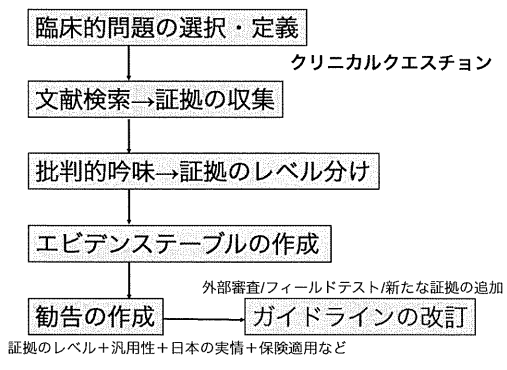 臨床的問題の選択・定義
クリニカルクエスチョン
文献検索→証拠の収集
批判的吟味→証拠のレベル分け
エビデンステーブルの作成
外部審査/フィールドテスト/新たな証拠の追加
勧告の作成
ガイドラインの改訂
証拠のレベル＋汎用性＋日本の実情＋保険適用など